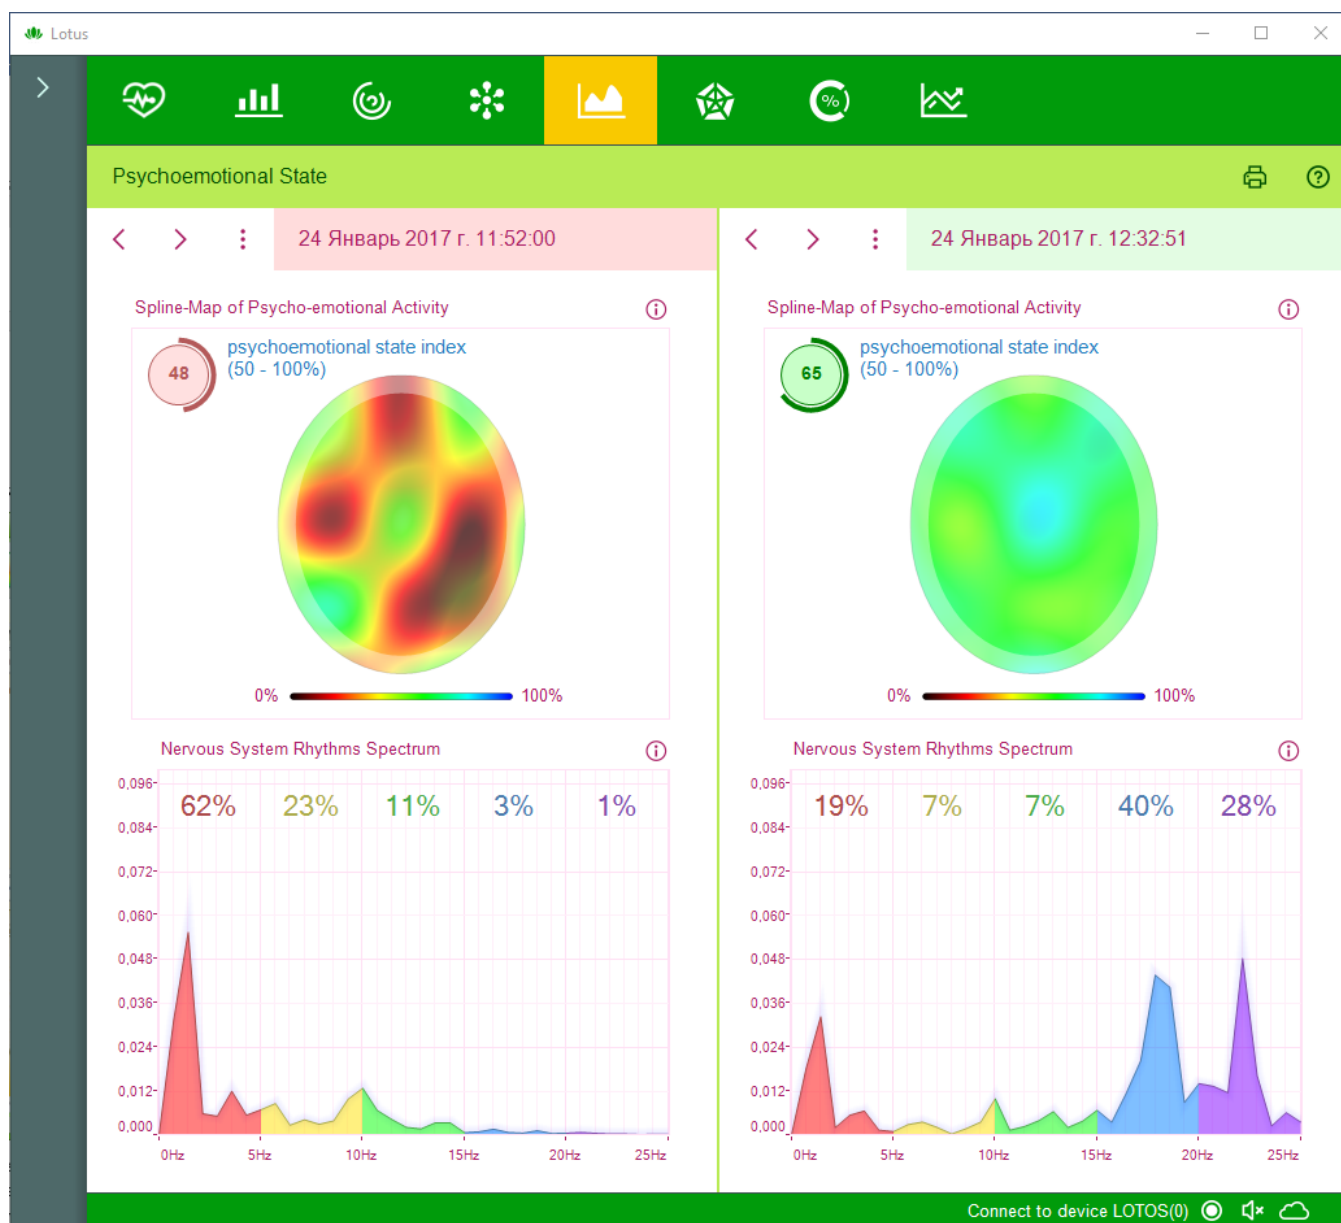 Lotus
Psychoemotional State
24 Январь 2017 г. 11:52:00
Spline-Map of Psycho-emotional Activity
48
psychoemotional state index
(50 - 100%)
0%
100%
Nervous System Rhythms Spectrum
0,096
0,084
0,072
0,060
0,048
0,036
0,024
0,012
0,000
62%
23%
11%
3%
1%
0Hz
5Hz
10Hz
15Hz
20Hz
25Hz
24 Январь 2017 г. 12:32:51
Spline-Map of Psycho-emotional Activity
65
psychoemotional state index
(50 - 100%)
0%
100%
Nervous System Rhythms Spectrum
0,096
0,084
0,072
0,060
0,048
0,036
0,024
0,012
0,000
19%
7%
7%
40%
28%
0Hz
5Hz
10Hz
15Hz
20Hz
25Hz
Connect to device LOTOS(0)